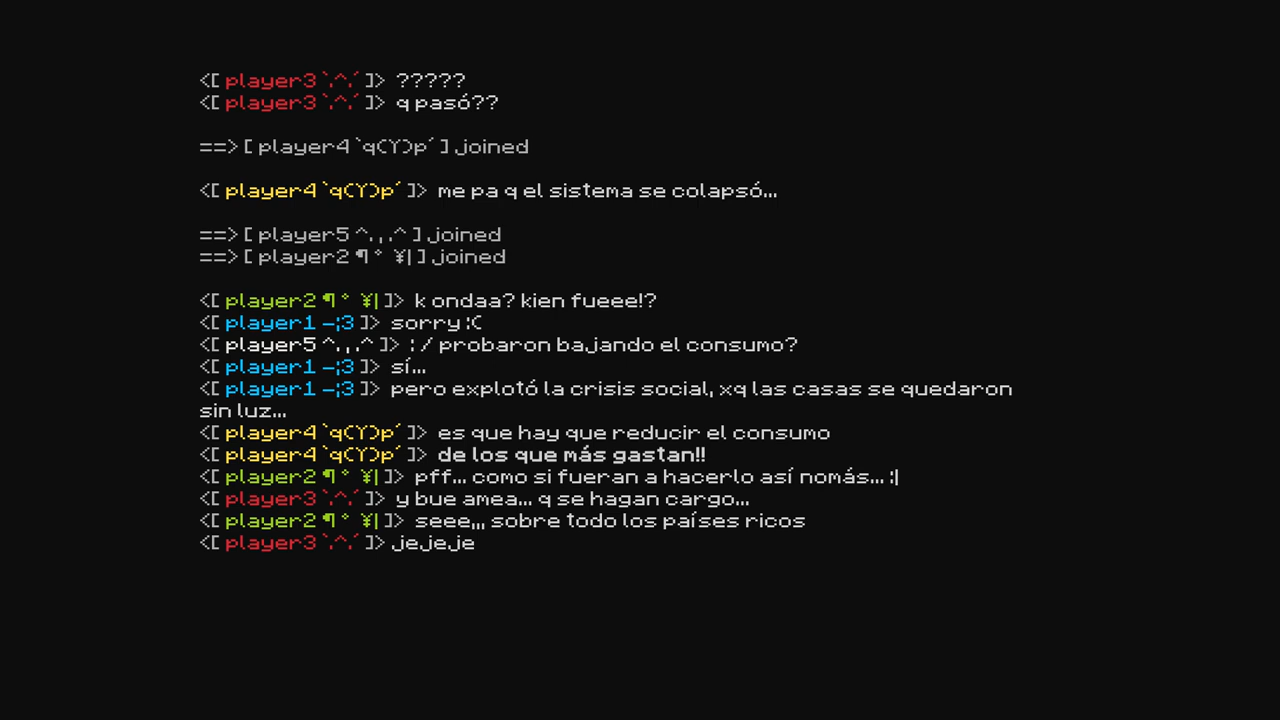 <[ player3 `.^.´ ]> ?????
<[ player3 `.^.´ ]> q pasó??
==> [ player4 `q(Y)p´ ] joined
<[ player4 `q(Y)p´ ]> me pa q el sistema se colapsó...
==> [ player5 ^. , .^ ] joined
==> [ player2 ¶ ° ¥| ] joined
<[ player2 ¶ ° ¥| ]> k ondaa? kien fueee!?
<[ player1 -;3 ]> sorry :C
<[ player5 ^. , .^ ]> : / probaron bajando el consumo?
<[ player1 -;3 ]> sí...
<[ player1 -;3 ]> pero explotó la crisis social, xq las casas se quedaron
sin luz...
<[ player4 `q(Y)p´ ]> es que hay que reducir el consumo
<[ player4 `q(Y)p´ ]> de los que más gastan!!
<[ player2 ¶ ° ¥| ]> pff... como si fueran a hacerlo así nomás... :|
<[ player3 `.^.´ ]> y bue amea... q se hagan cargo...
<[ player2 ¶ ° ¥| ]> seee,,, sobre todo los países ricos
<[ player3 `.^.´ ]> jejeje